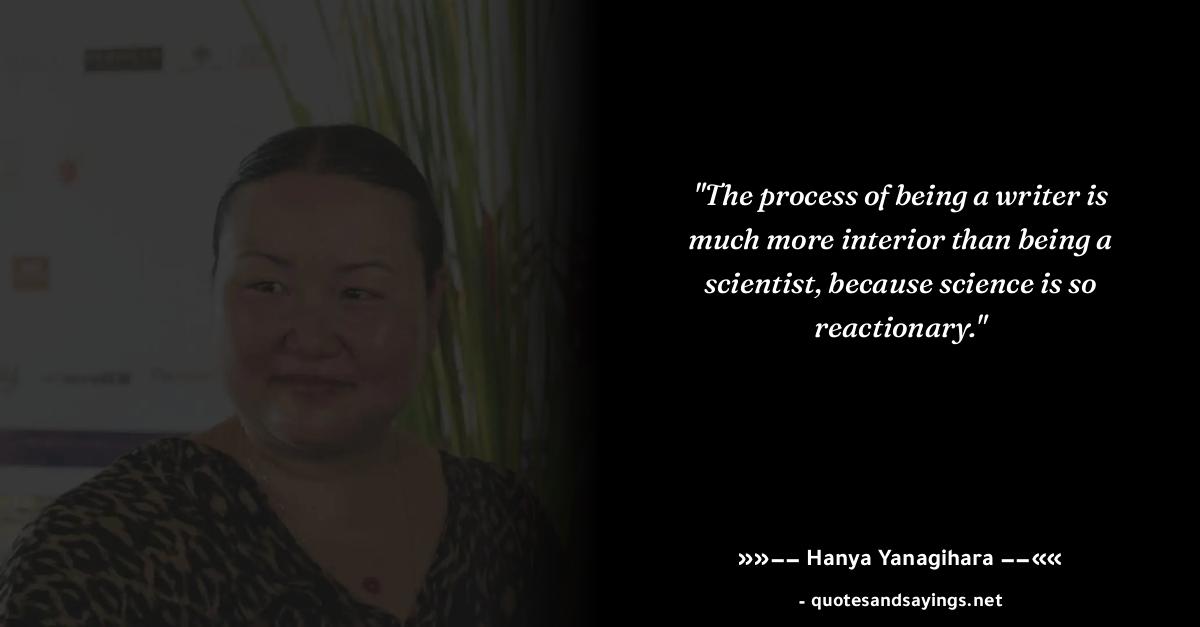 "The process of being a writer is
much more interior than being a
scientist, because science is so
reactionary."
»»–– Hanya Yanagihara ––««
- quotesandsayings.net